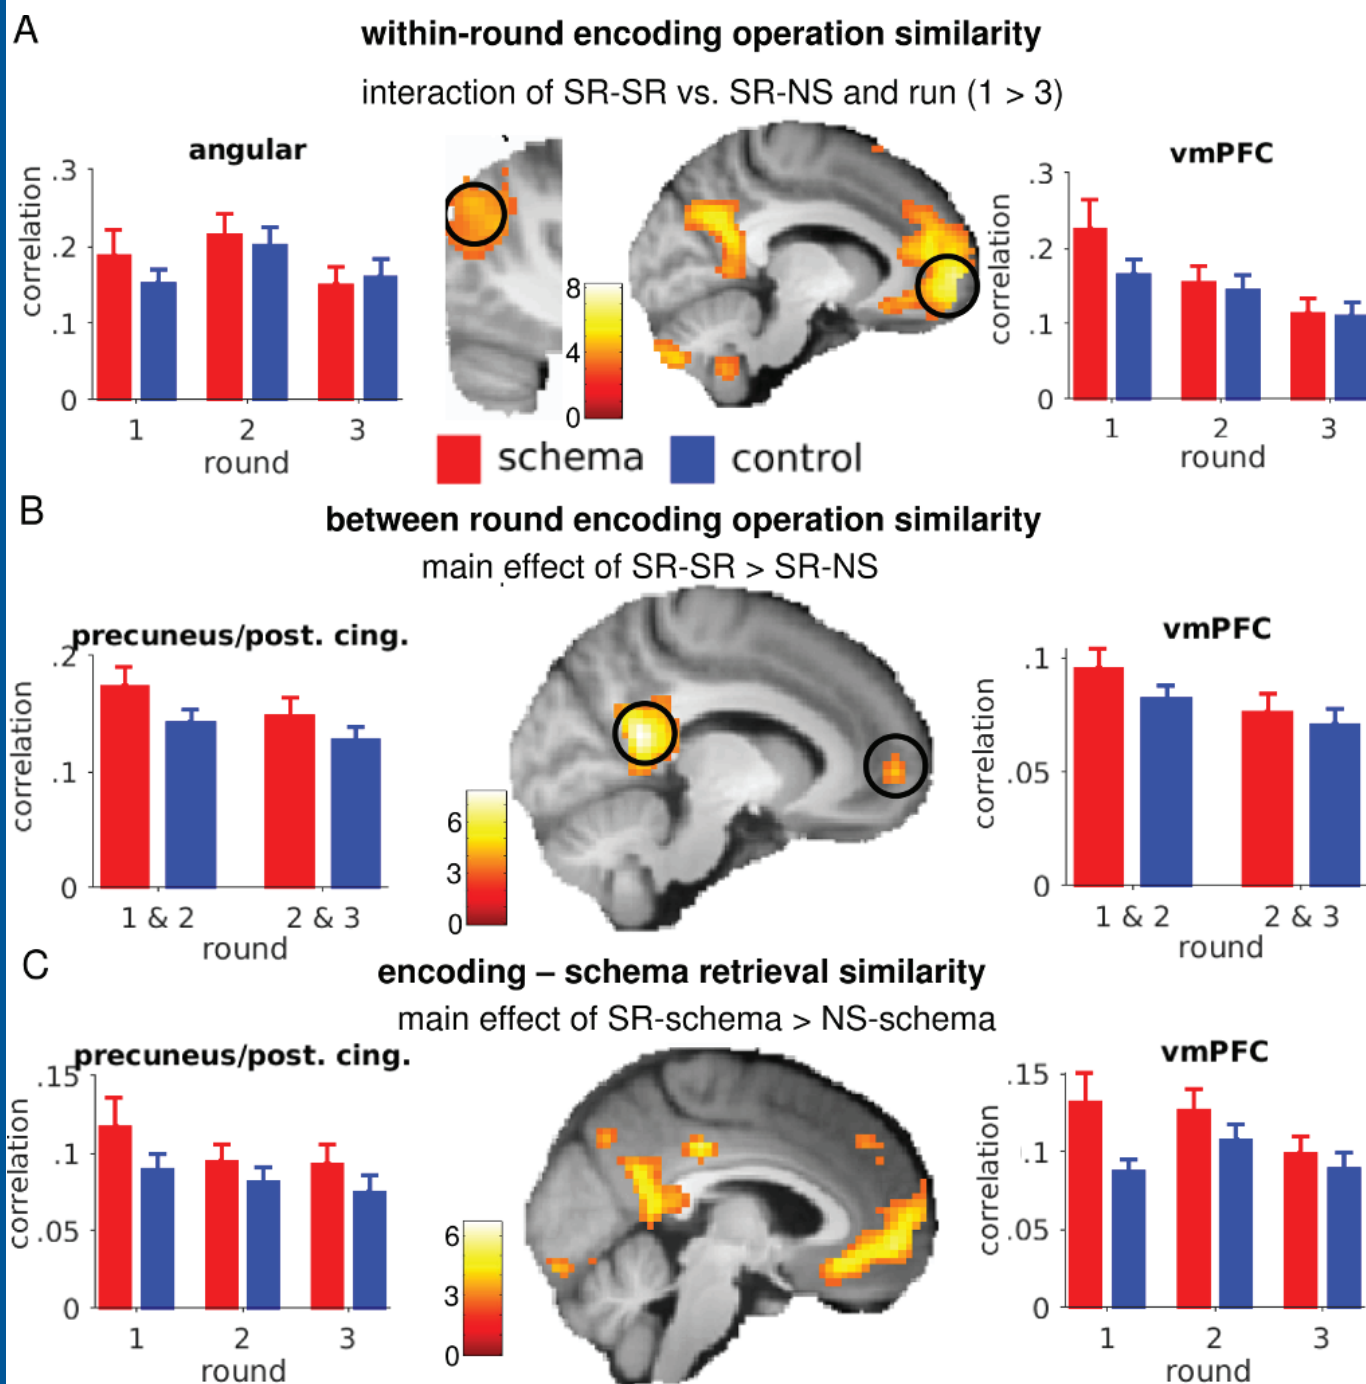 A
within-round encoding operation similarity
interaction of SR-SR vs. SR-NS and run (1 > 3)
angular
correlation
.3
.2
.1
0
1 2 3
round
8
4
0
vmPFC
correlation
.3
.2
.1
0
1 2 3
round
schema control
B
between round encoding operation similarity
main effect of SR-SR > SR-NS
precuneus/post. cing.
correlation
.2
.1
0
1 & 2 2 & 3
round
6
3
0
vmPFC
correlation
.1
.05
0
1 & 2 2 & 3
round
C
encoding – schema retrieval similarity
main effect of SR-schema > NS-schema
precuneus/post. cing.
correlation
.15
.1
.05
0
1 2 3
round
6
3
0
vmPFC
correlation
.15
.1
.05
0
1 2 3
round